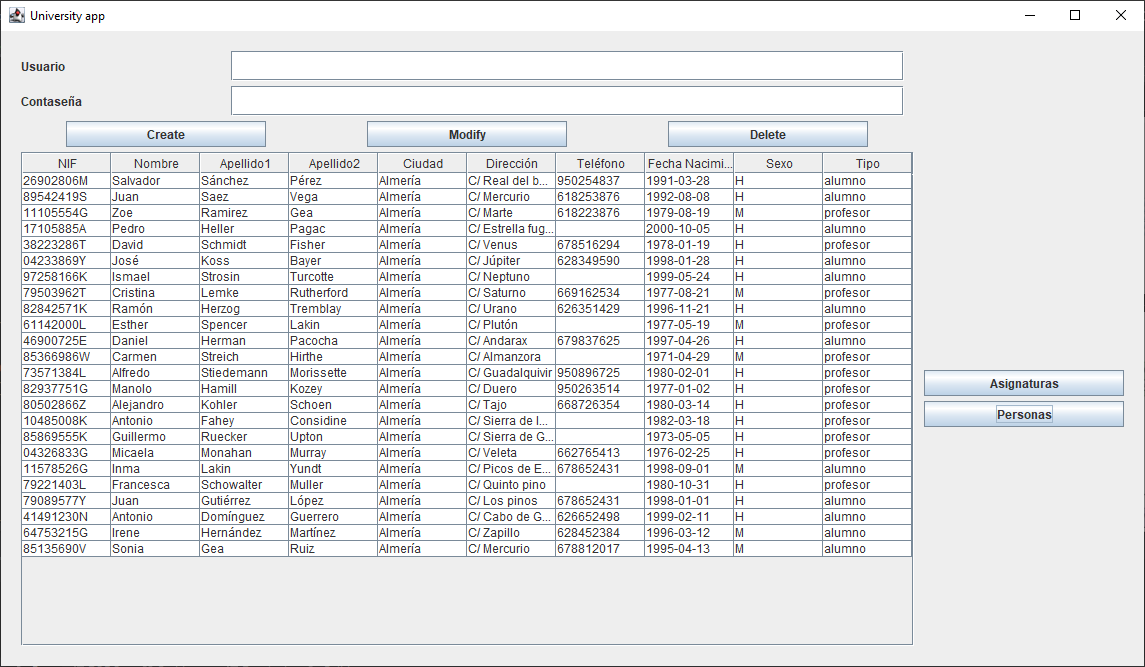 University app
Usuario
Contaseña
Create Modify Delete
NIF Nombre Apellido1 Apellido2 Ciudad Dirección Teléfono Fecha Nacimi... Sexo Tipo
26902806M Salvador Sánchez Pérez Almería C/ Real del b... 950254837 1991-03-28 H alumno
89542419S Juan Saez Vega Almería C/ Mercurio 618253876 1992-08-08 H alumno
11105554G Zoe Ramirez Gea Almería C/ Marte 618223876 1979-08-19 M profesor
17105885A Pedro Heller Pagac Almería C/ Estrella fug... 2000-10-05 H alumno
38223286T David Schmidt Fisher Almería C/ Venus 678516294 1978-01-19 H profesor
04233869Y José Koss Bayer Almería C/ Júpiter 628349590 1998-01-28 H alumno
97258166K Ismael Strosin Turcotte Almería C/ Neptuno 1999-05-24 H alumno
79503962T Cristina Lemke Rutherford Almería C/ Saturno 669162534 1977-08-21 M profesor
82842571K Ramón Herzog Tremblay Almería C/ Urano 626351429 1996-11-21 H alumno
61142000L Esther Spencer Lakin Almería C/ Plutón 1977-05-19 M profesor
46900725E Daniel Herman Pacocha Almería C/ Andarax 679837625 1997-04-26 H alumno
85366986W Carmen Streich Hirthe Almería C/ Almanzora 1971-04-29 M profesor
73571384L Alfredo Stiedemann Morissette Almería C/ Guadalquivir 950896725 1980-02-01 H profesor
82937751G Manolo Hamill Kozey Almería C/ Duero 950263514 1977-01-02 H profesor
80502866Z Alejandro Kohler Schoen Almería C/ Tajo 668726354 1980-03-14 H profesor
10485008K Antonio Fahey Considine Almería C/ Sierra de l... 1982-03-18 H profesor
85869555K Guillermo Ruecker Upton Almería C/ Sierra de G... 1973-05-05 H profesor
04326833G Micaela Monahan Murray Almería C/ Veleta 662765413 1976-02-25 H profesor
11578526G Inma Lakin Yundt Almería C/ Picos de E... 678652431 1998-09-01 M alumno
79221403L Francesca Schowalter Muller Almería C/ Quinto pino 1980-10-31 H profesor
79089577Y Juan Gutiérrez López Almería C/ Los pinos 678652431 1998-01-01 H alumno
41491230N Antonio Domínguez Guerrero Almería C/ Cabo de G... 626652498 1999-02-11 H alumno
64753215G Irene Hernández Martínez Almería C/ Zapillo 628452384 1996-03-12 M alumno
85135690V Sonia Gea Ruiz Almería C/ Mercurio 678812017 1995-04-13 M alumno
Asignaturas
Personas